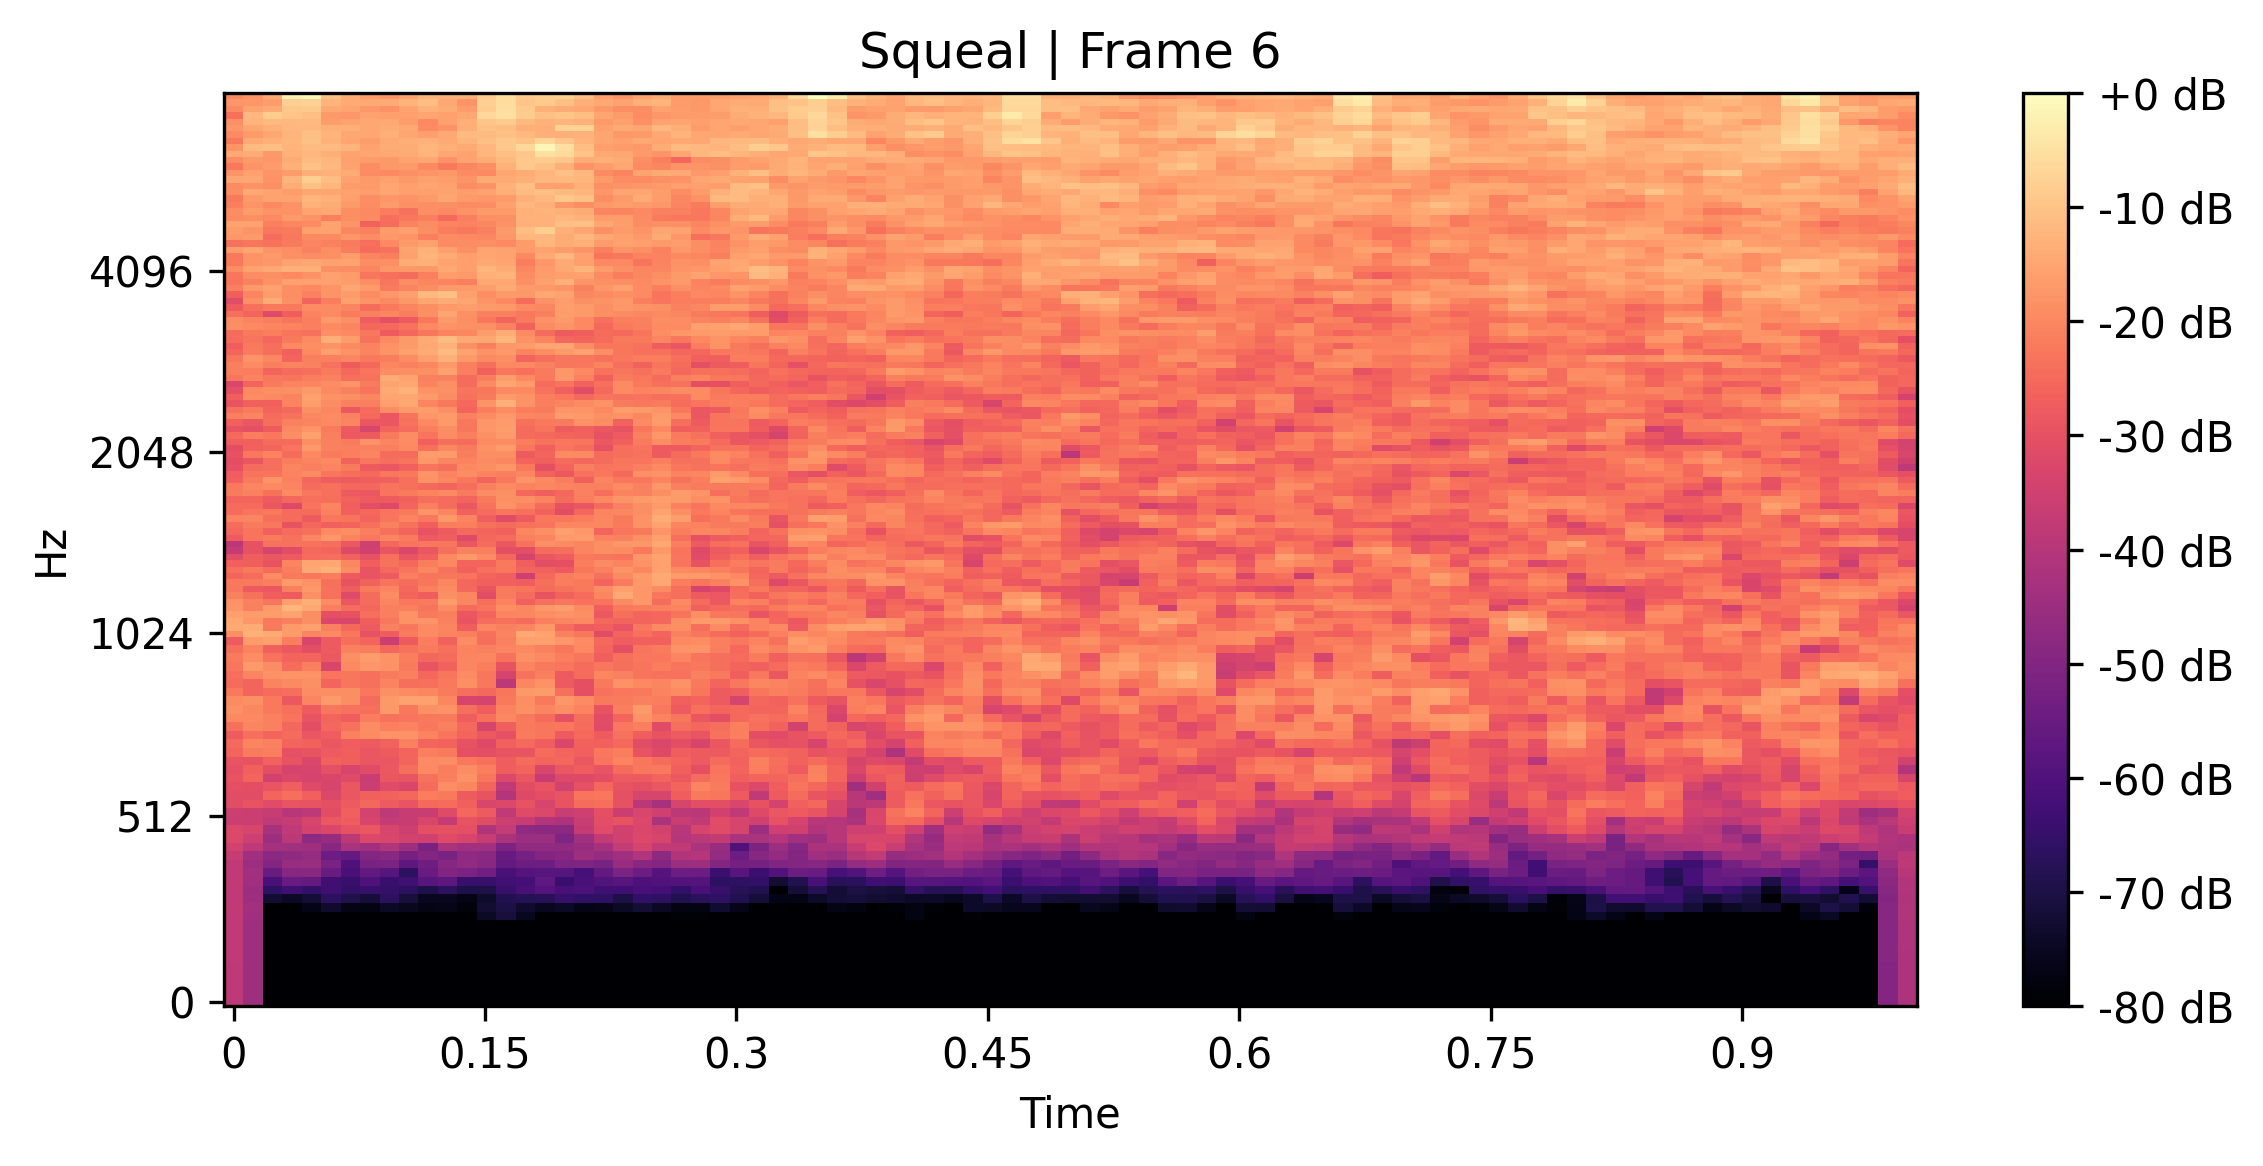 Squeal | Frame 6
+0 dB
-10 dB
-20 dB
-30 dB
-40 dB
-50 dB
-60 dB
-70 dB
-80 dB
4096
2048
1024
512
0
Hz
0 0.15 0.3 0.45 0.6 0.75 0.9
Time